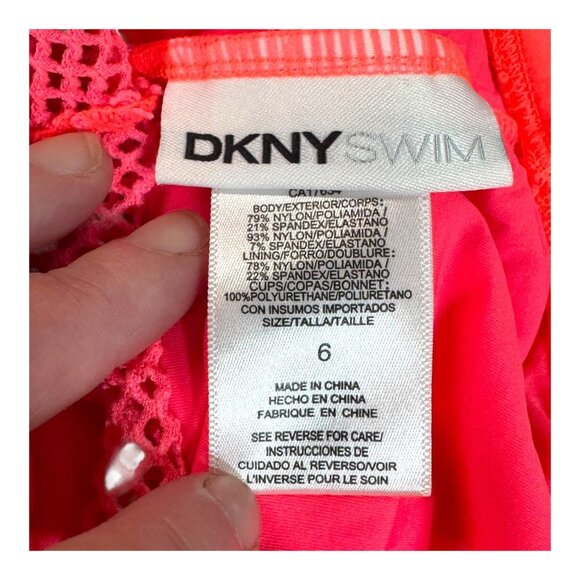 DKNYSWIM
CA17654
BODY/EXTERIOR/CORPS:
79% NYLON/POLIAMIDA/
21% SPANDEX/ELASTANO
93% NYLON/POLIAMIDA/
7% SPANDEX/ELASTANO
LINING/FORRO/DOUBLURE:
78% NYLON/POLIAMIDA/
22% SPANDEX/ELASTANO
CUPS/COPAS/BONNET:
100%POLYURETHANE/POLIURETANO
CON INSUMOS IMPORTADOS
SIZE/TALLA/TAILLE
6
MADE IN CHINA
HECHO EN CHINA
FABRIQUE EN CHINE
SEE REVERSE FOR CARE/
INSTRUCCIONES DE
CUIDADO AL REVERSO/VOIR
L'INVERSE POUR LE SOIN